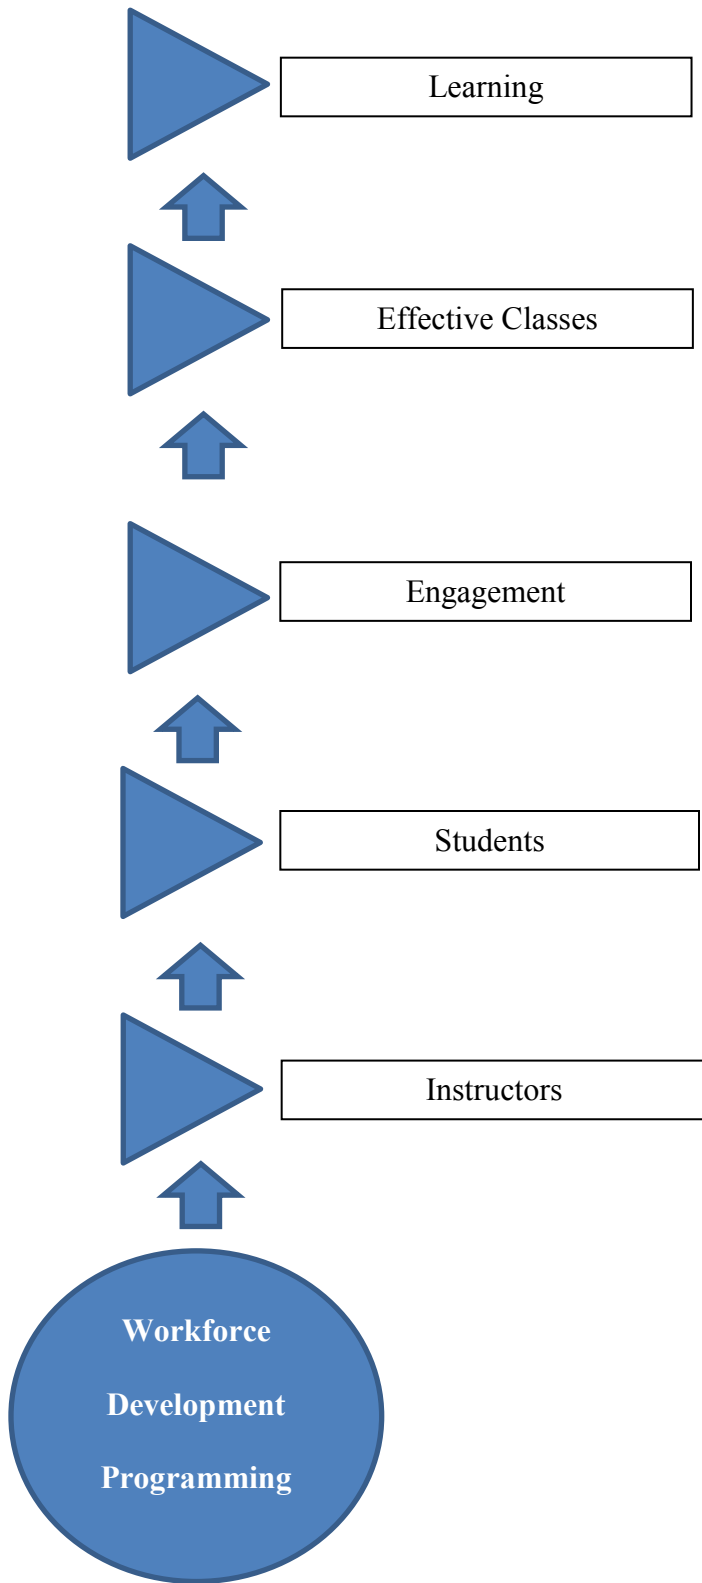 Learning
Effective Classes
Engagement
Students
Instructors
Workforce
Development
Programming